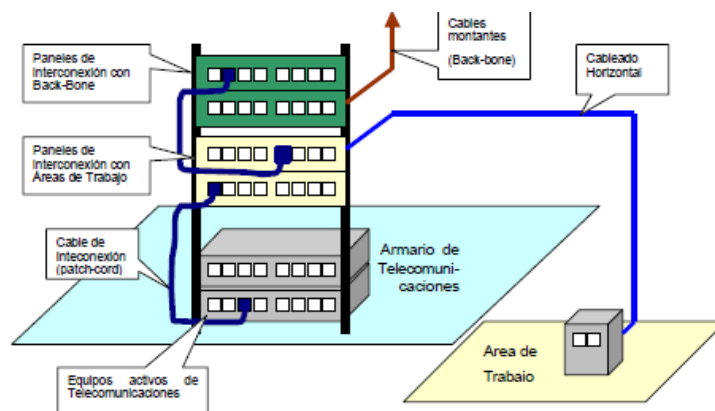 Paneles de
Interconexión con
Back-Bone
Cables
montantes
(Back-bone)
Cableado
Horizontal
Paneles de
Interconexión con
Áreas de Trabajo
Cable de
Inteconexión
(patch-cord)
Armario de
Telecomuni-
caciones
Equipos activos de
Telecomunicaciones
Area de
Trabajo